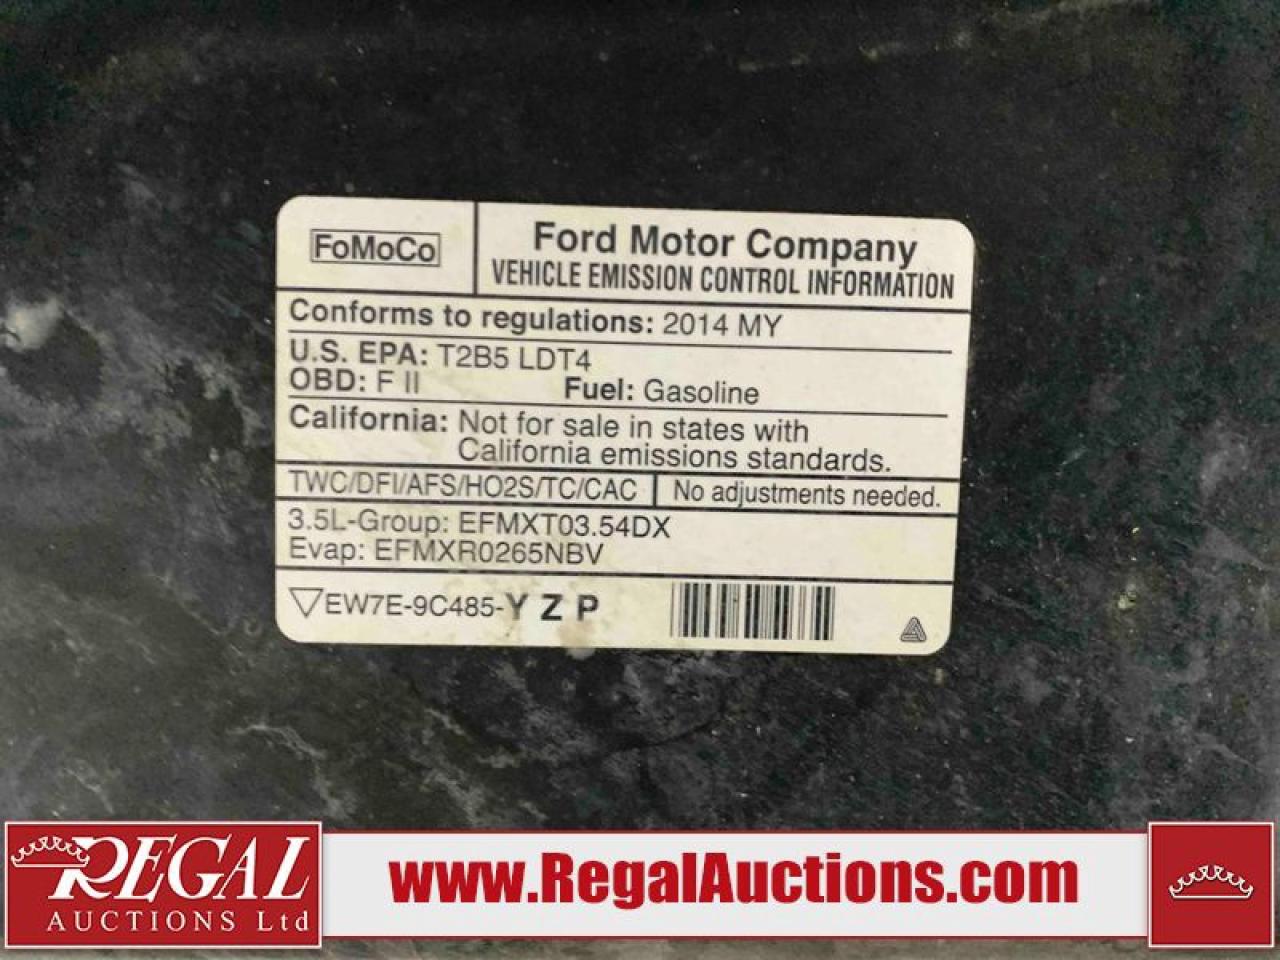 FoMoCo
Ford Motor Company
VEHICLE EMISSION CONTROL INFORMATION
Conforms to regulations: 2014 MY
U.S. EPA: T2B5 LDT4
OBD: F II Fuel: Gasoline
California: Not for sale in states with
California emissions standards.
TWC/DFI/AFS/HO2S/TC/CAC No adjustments needed.
3.5L-Group: EFMXT03.54DX
Evap: EFMXR0265NBV
EW7E-9C485-Y Z P
REGAL
AUCTIONS Ltd
www.RegalAuctions.com